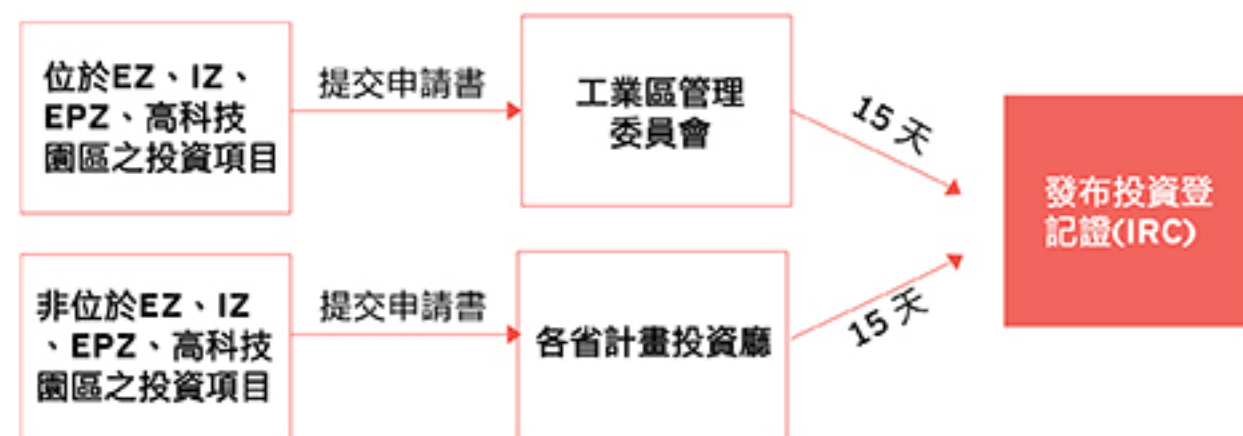 位於EZ、IZ、
EPZ、高科技
園區之投資項目
提交申請書
工業區管理
委員會
15 天
發布投資登
記證(IRC)
非位於EZ、IZ
、EPZ、高科技
園區之投資項目
提交申請書
各省計畫投資廳
15 天